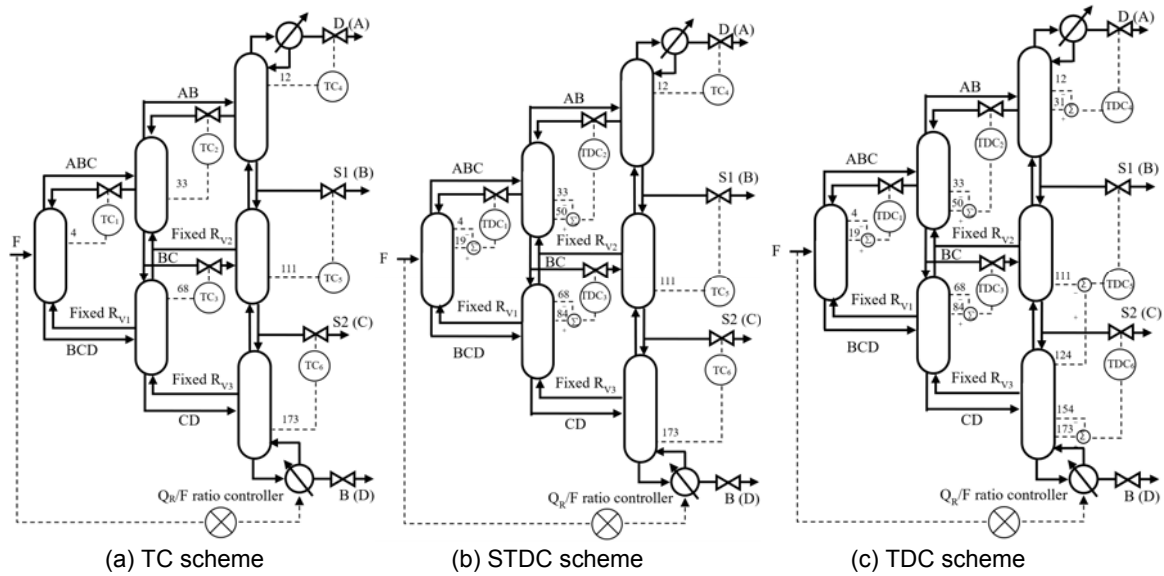 D (A)
12
TC4
AB
TC2
ABC
33
S1 (B)
TC1
4
Fixed RV2
F
BC
111
TC5
68
TC3
Fixed RV1
S2 (C)
BCD
TC6
Fixed RV3
173
CD
QR/F ratio controller
B (D)
(a) TC scheme
D (A)
12
TC4
AB
TDC2
ABC
33
S1 (B)
50
Σ
4
TDC1
19
Σ
Fixed RV2
F
BC
111
TC5
68
TDC3
84
Σ
Fixed RV1
S2 (C)
BCD
TC6
Fixed RV3
173
CD
QR/F ratio controller
B (D)
(b) STDC scheme
D (A)
12
31
Σ
TDC4
AB
TDC2
ABC
33
S1 (B)
50
Σ
4
TDC1
19
Σ
Fixed RV2
F
BC
111
Σ
TDC5
68
TDC3
84
Σ
Fixed RV1
S2 (C)
BCD
124
TDC6
Fixed RV3
154
173
Σ
CD
QR/F ratio controller
B (D)
(c) TDC scheme